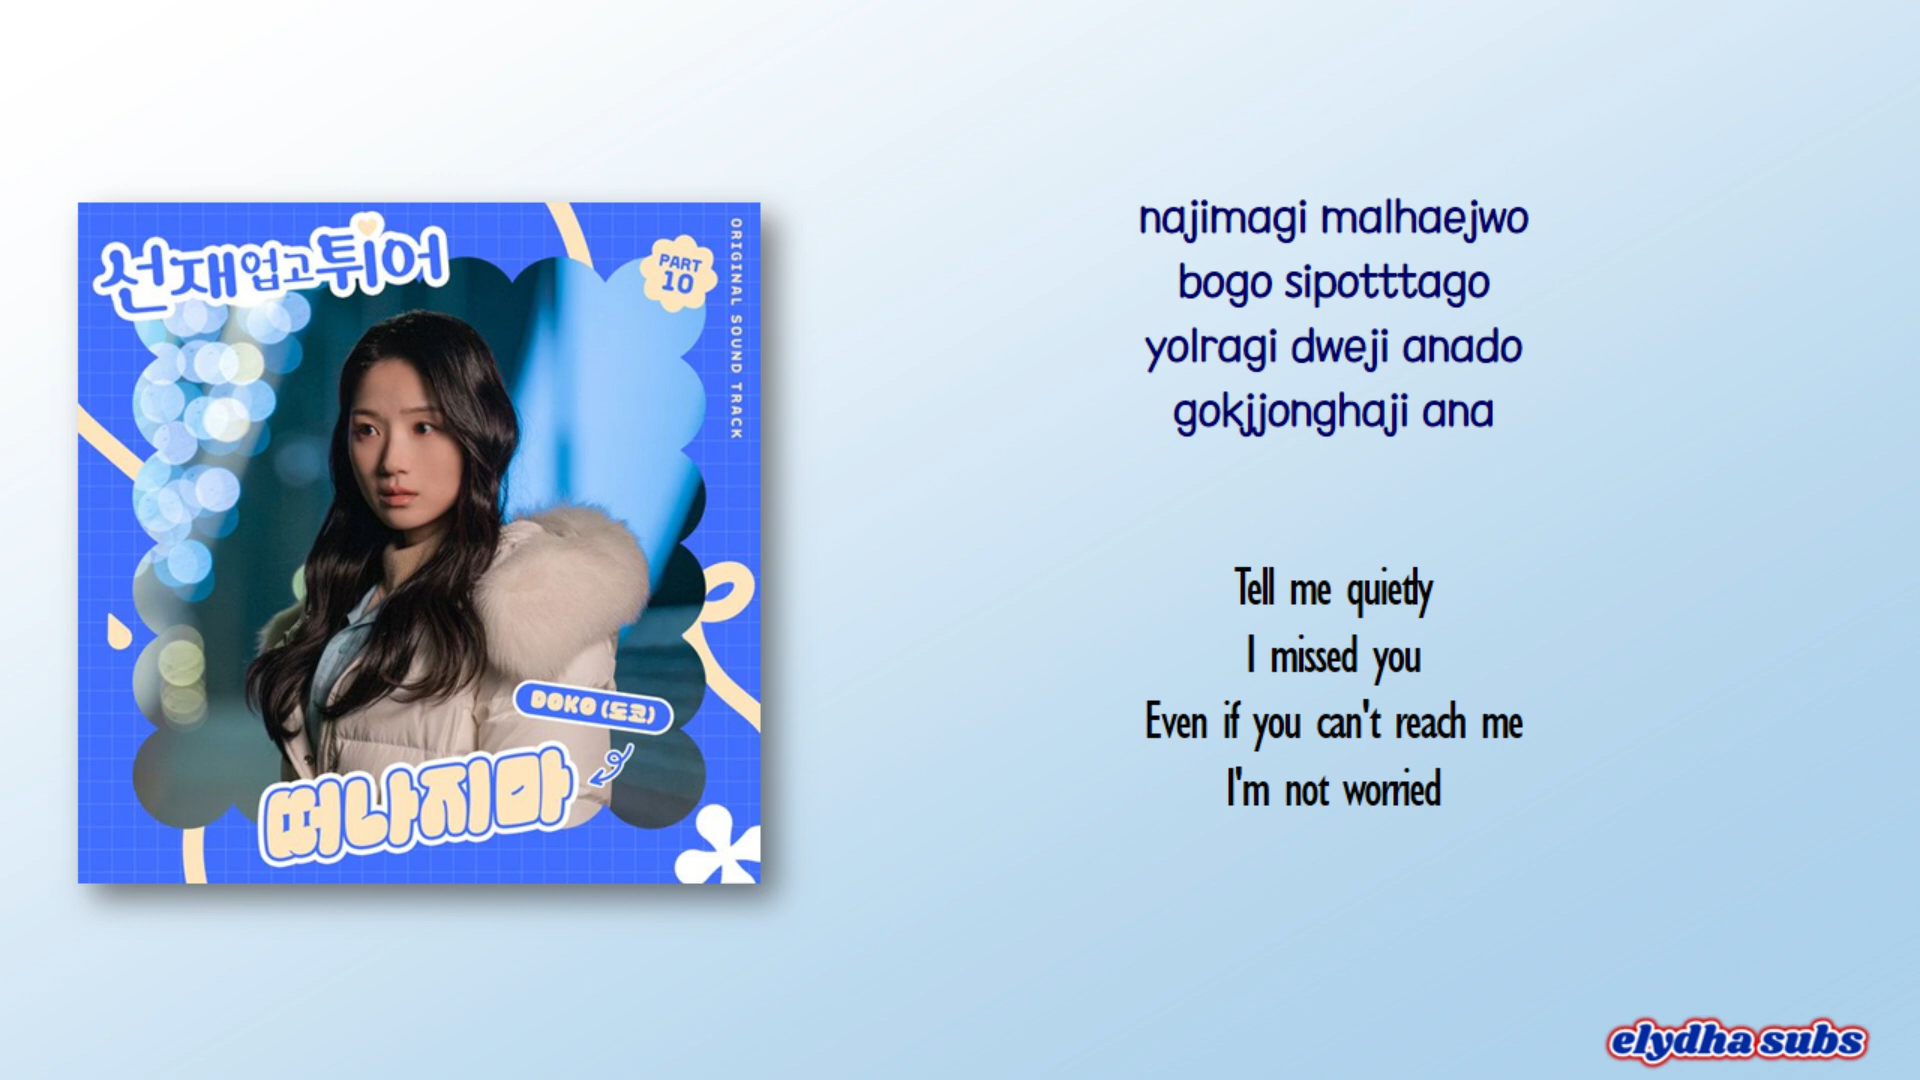 선재 업고 튀어
PART
10
ORIGINAL SOUND TRACK
DOKO (도코)
떠나지마
najimagi malhaejwo
bogo sipotttago
yolragi dweji anado
gokjjonghaji ana
Tell me quietly
I missed you
Even if you can't reach me
I'm not worried
elydha subs